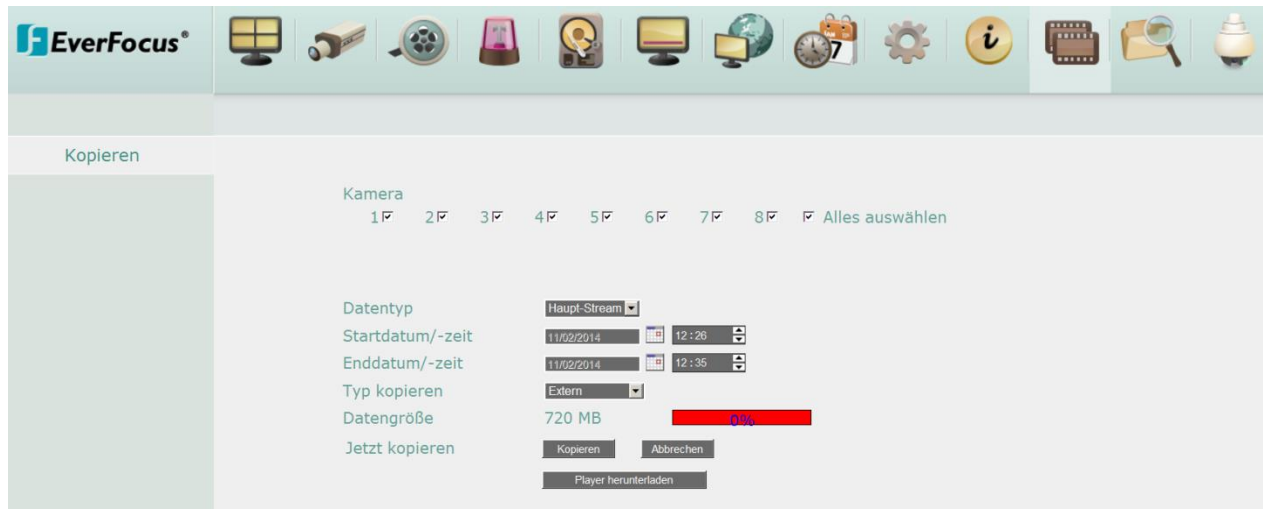 EverFocus®
JAN
7
i
Kopieren
Kamera
1 2 3 4 5 6 7 8 Alles auswählen
Datentyp Haupt-Stream
Startdatum/-zeit 11/02/2014 12:26
Enddatum/-zeit 11/02/2014 12:35
Typ kopieren Extern
Datengröße 720 MB 0%
Jetzt kopieren Kopieren Abbrechen
Player herunterladen